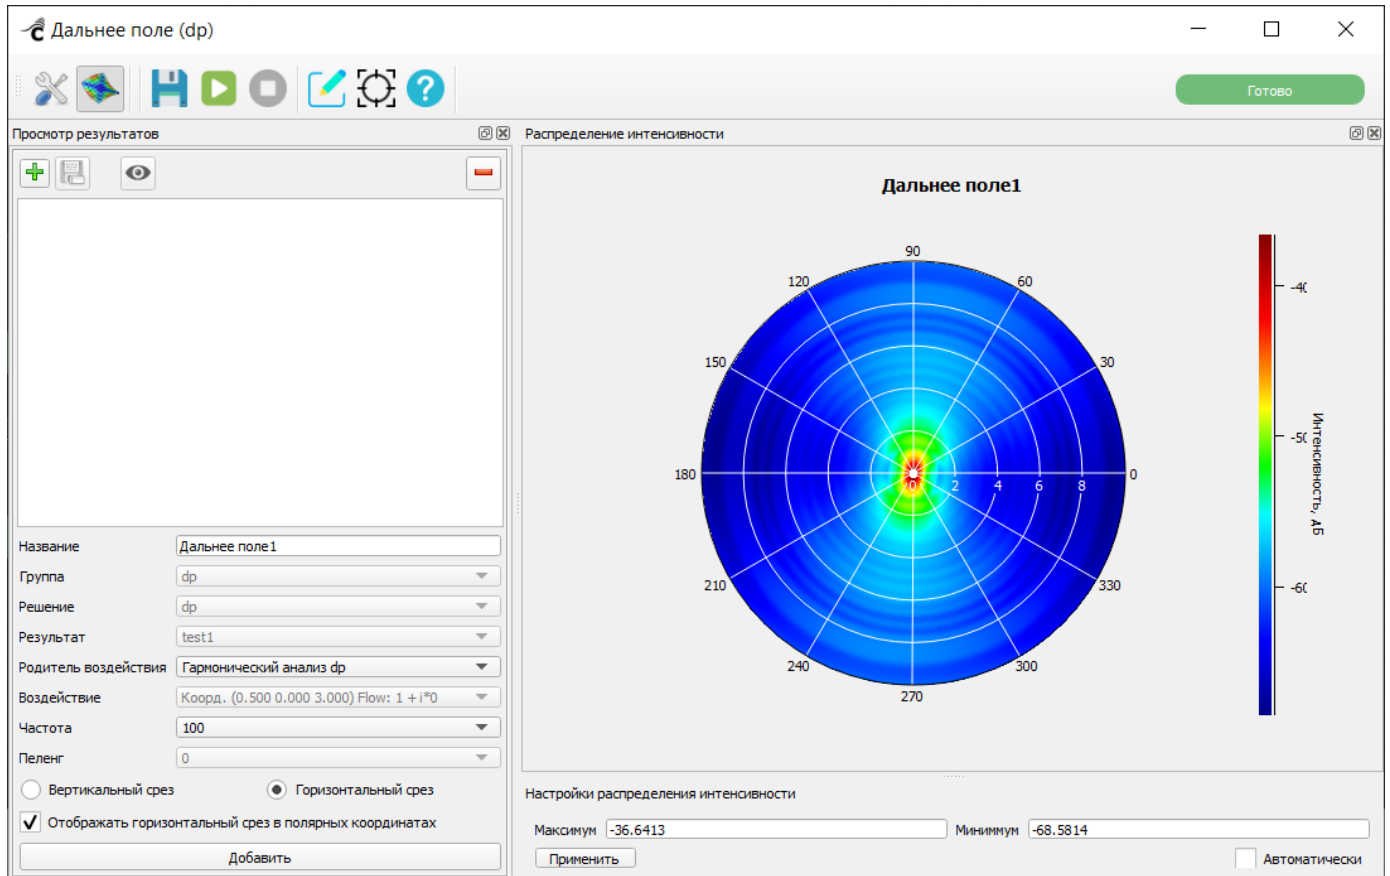 Дальнее поле (dp)
Готово
Просмотр результатов
Распределение интенсивности
Дальнее поле1
90
120
60
150
30
180
0
0
2
4
6
8
210
330
240
300
270
-40
-50
-60
Интенсивность, дБ
Название
Дальнее поле1
Группа
dp
Решение
dp
Результат
test1
Родитель воздействия
Гармонический анализ dp
Воздействие
Коорд. (0.500 0.000 3.000) Flow: 1 + i*0
Частота
100
Пеленг
0
Вертикальный срез
Горизонтальный срез
Отображать горизонтальный срез в полярных координатах
Добавить
Настройки распределения интенсивности
Максимум
-36.6413
Минимум
-68.5814
Применить
Автоматически